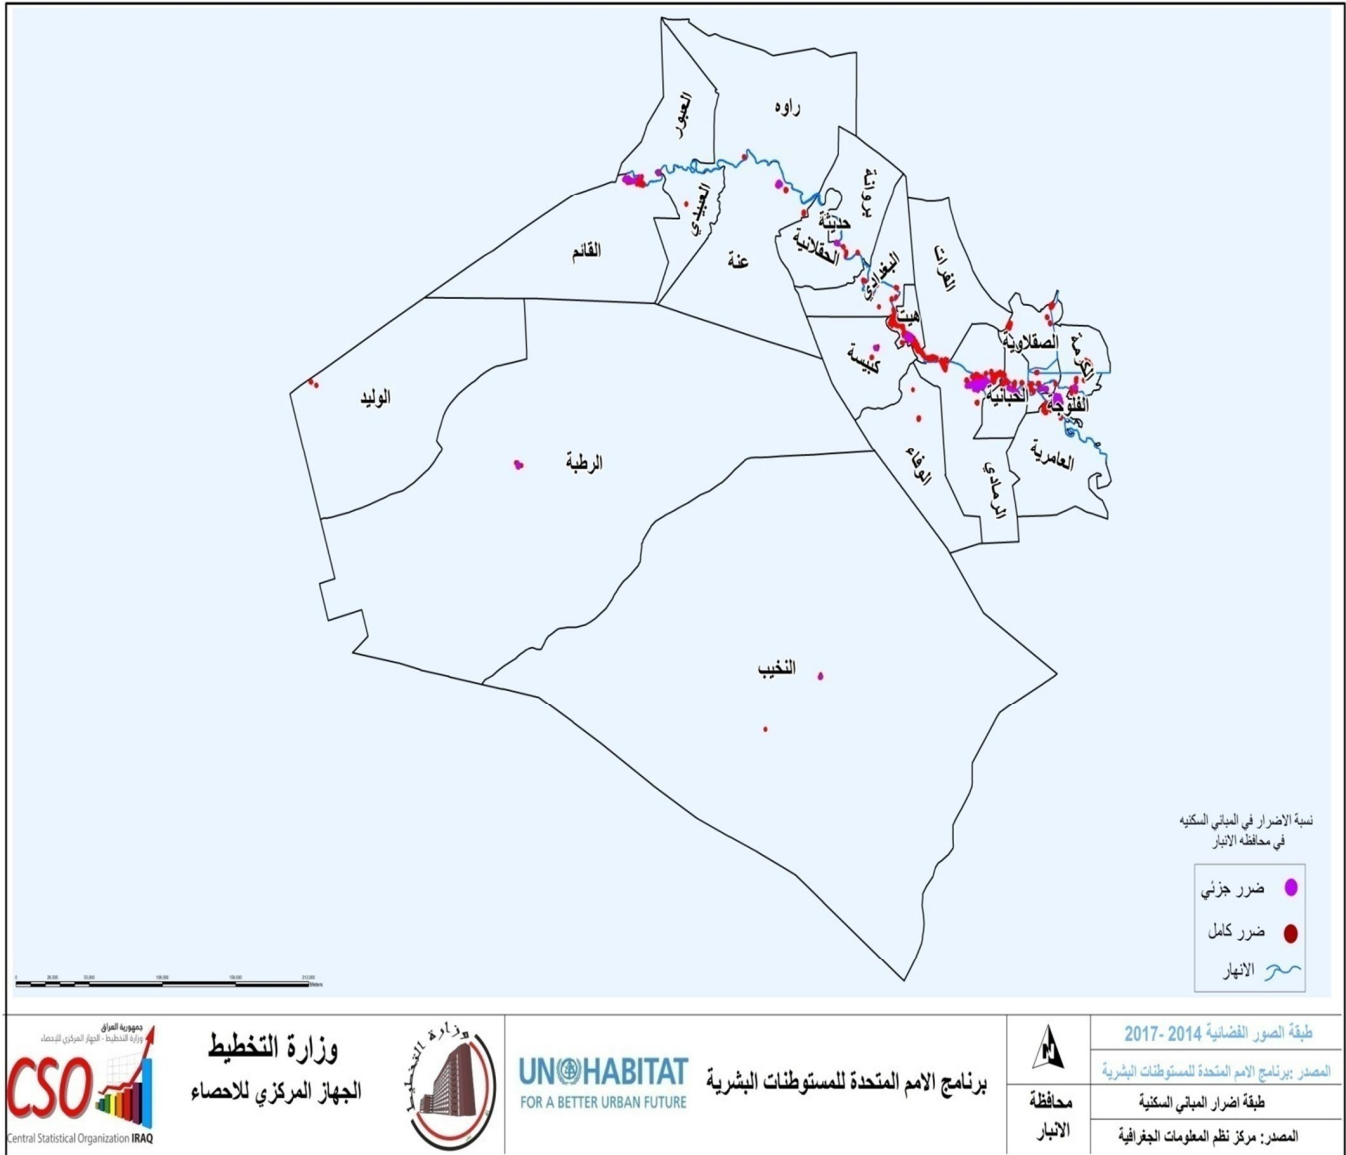 راوه
العبور
بروانة
العبيدي
حديثة
الحقلانية
القائم
عنة
الفرات
البغدادي
هيت
الصقلاوية
الكرمة
كبيسة
الوليد
الحبانية
الفلوجة
الرطبة
الوفاء
العامرية
الرمادي
النخيب
نسبة الاضرار في المباني السكنيه
في محافظه الانبار
ضرر جزئي
ضرر كامل
الانهار
Meters
طبقة الصور الفضائية 2014 -2017
المصدر :برنامج الامم المتحدة للمستوطنات البشرية
طبقة اضرار المباني السكنية
المصدر: مركز نظم المعلومات الجغرافية
N
محافظة
الانبار
برنامج الامم المتحدة للمستوطنات البشرية
UN HABITAT
FOR A BETTER URBAN FUTURE
وزارة التخطيط
وزارة التخطيط
الجهاز المركزي للاحصاء
جمهورية العراق
وزارة التخطيط - الجهاز المركزي للإحصاء
CSO
Central Statistical Organization IRAQ